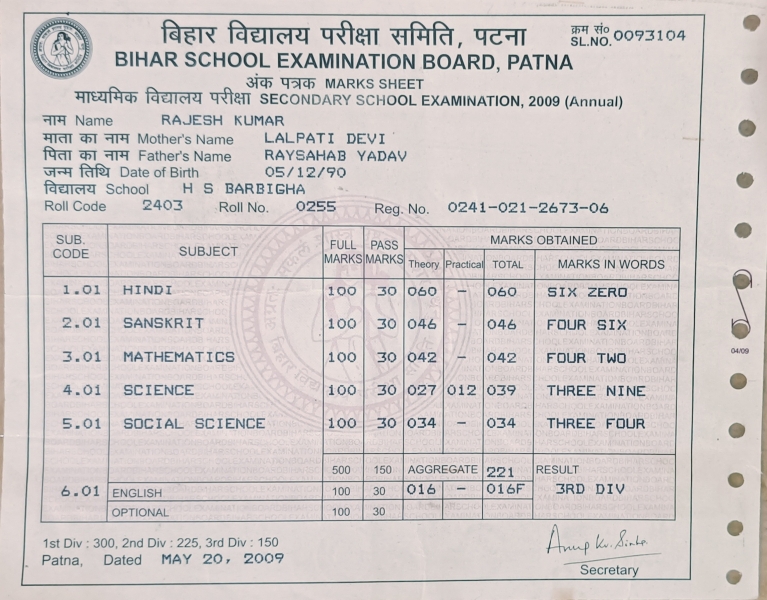 बिहार विद्यालय परीक्षा समिति, पटना
क्रम सं०
SL.NO. 0093104
BIHAR SCHOOL EXAMINATION BOARD, PATNA
अंक पत्रक MARKS SHEET
माध्यमिक विद्यालय परीक्षा SECONDARY SCHOOL EXAMINATION, 2009 (Annual)
नाम Name RAJESH KUMAR
माता का नाम Mother's Name LALPATI DEVI
पिता का नाम Father's Name RAYSAHAB YADAV
जन्म तिथि Date of Birth 05/12/90
विद्यालय School H S BARBIGHA
Roll Code 2403 Roll No. 0255 Reg. No. 0241-021-2673-06
SUB. CODE SUBJECT FULL MARKS PASS MARKS MARKS OBTAINED
Theory Practical TOTAL MARKS IN WORDS
1.01 HINDI 100 30 060 - 060 SIX ZERO
2.01 SANSKRIT 100 30 046 - 046 FOUR SIX
3.01 MATHEMATICS 100 30 042 - 042 FOUR TWO
4.01 SCIENCE 100 30 027 012 039 THREE NINE
5.01 SOCIAL SCIENCE 100 30 034 - 034 THREE FOUR
500 150 AGGREGATE 221 RESULT
6.01 ENGLISH 100 30 016 - 016F 3RD DIV
OPTIONAL 100 30
1st Div : 300, 2nd Div : 225, 3rd Div : 150
Patna, Dated MAY 20, 2009
Secretary
04/09